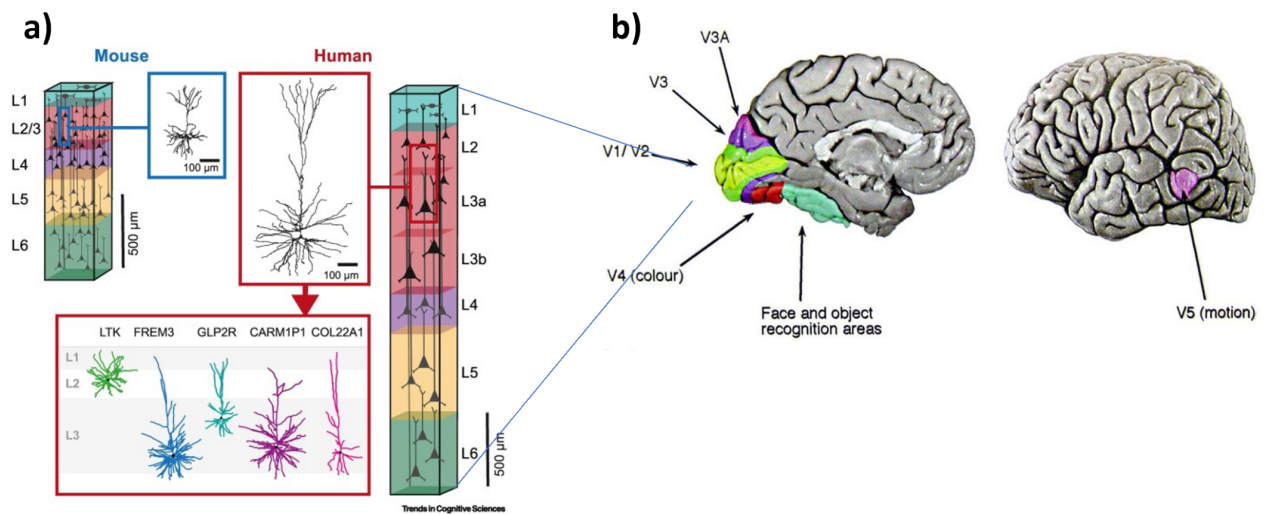 a)
Mouse
Human
L1
L2/3
L4
L5
L6
500 µm
100 µm
100 µm
L1
L2
L3a
L3b
L4
L5
L6
500 µm
LTK FREM3 GLP2R CARM1P1 COL22A1
L1
L2
L3
Trends in Cognitive Sciences
b)
V3A
V3
V1/ V2
V4 (colour)
Face and object
recognition areas
V5 (motion)